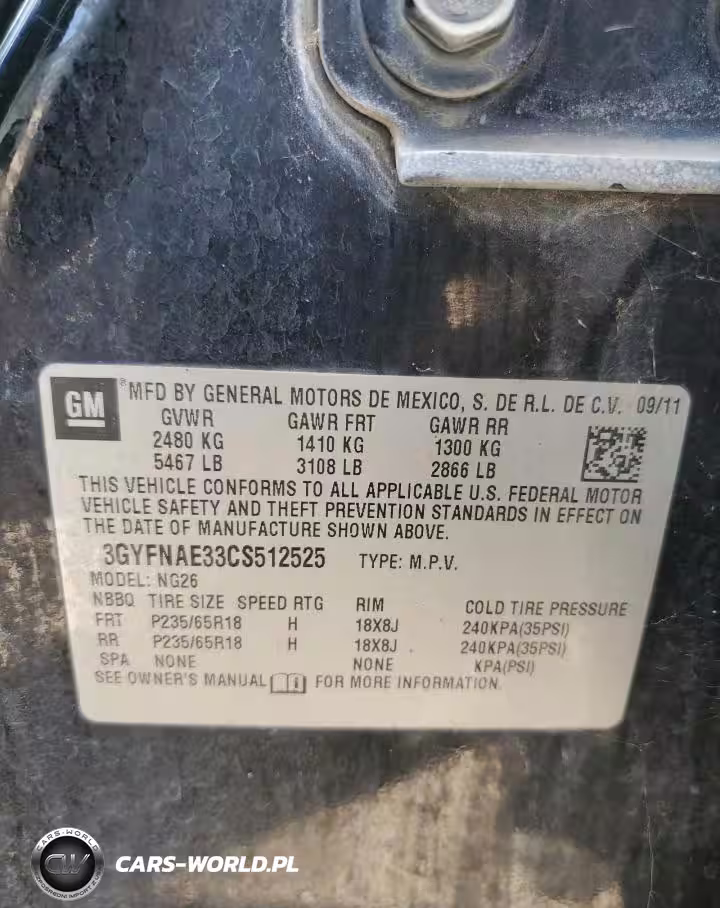 GM
® MFD BY GENERAL MOTORS DE MEXICO, S. DE R.L. DE C.V. 09/11
GVWR GAWR FRT GAWR RR
2480 KG 1410 KG 1300 KG
5467 LB 3108 LB 2866 LB
THIS VEHICLE CONFORMS TO ALL APPLICABLE U.S. FEDERAL MOTOR
VEHICLE SAFETY AND THEFT PREVENTION STANDARDS IN EFFECT ON
THE DATE OF MANUFACTURE SHOWN ABOVE.
3GYFNAE33CS512525 TYPE: M.P.V.
MODEL: NG26
NBBQ TIRE SIZE SPEED RTG RIM COLD TIRE PRESSURE
FRT P235/65R18 H 18X8J 240KPA(35PSI)
RR P235/65R18 H 18X8J 240KPA(35PSI)
SPA NONE NONE KPA(PSI)
SEE OWNER'S MANUAL FOR MORE INFORMATION.
CARS-WORLD
CW
CARS-WORLD.PL